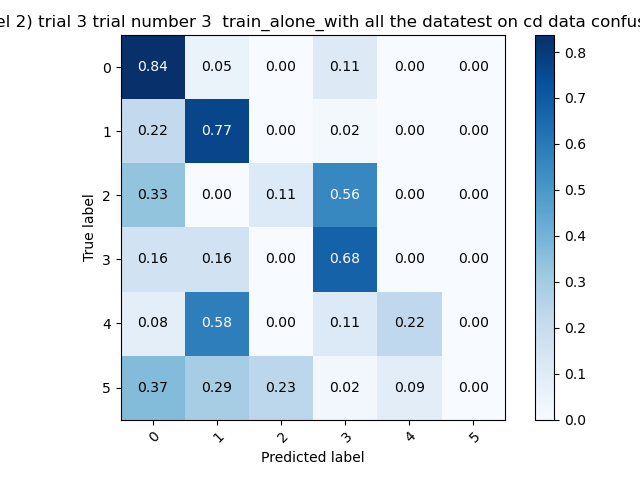 el 2) trial 3 trial number 3  train_alone_with all the datatest on cd data confus
0 0.84 0.05 0.00 0.11 0.00 0.00
1 0.22 0.77 0.00 0.02 0.00 0.00
2 0.33 0.00 0.11 0.56 0.00 0.00
3 0.16 0.16 0.00 0.68 0.00 0.00
4 0.08 0.58 0.00 0.11 0.22 0.00
5 0.37 0.29 0.23 0.02 0.09 0.00
0 1 2 3 4 5
True label
Predicted label
0.8
0.7
0.6
0.5
0.4
0.3
0.2
0.1
0.0